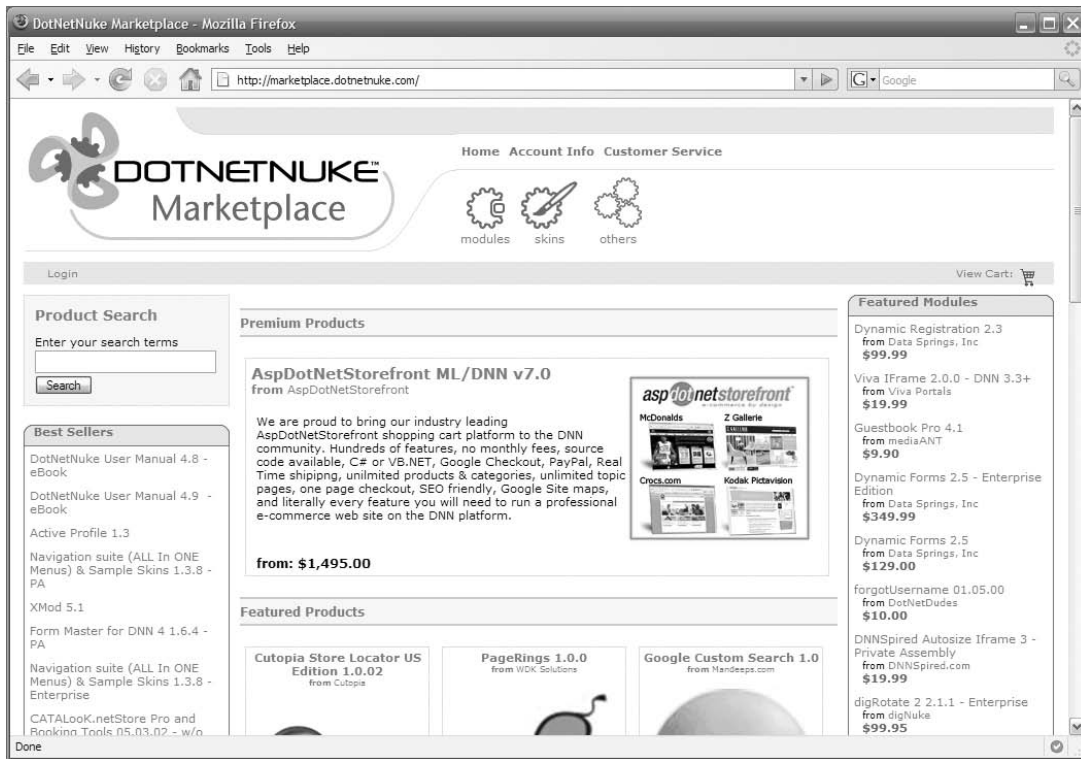 DotNetNuke Marketplace - Mozilla Firefox
File Edit View History Bookmarks Tools Help
http://marketplace.dotnetnuke.com/
G Google
DOTNETNUKE™
Marketplace
Home Account Info Customer Service
modules skins others
Login
View Cart:
Product Search
Enter your search terms
Search
Best Sellers
DotNetNuke User Manual 4.8 -
eBook
DotNetNuke User Manual 4.9 -
eBook
Active Profile 1.3
Navigation suite (ALL In ONE
Menus) & Sample Skins 1.3.8 -
PA
XMod 5.1
Form Master for DNN 4 1.6.4 -
PA
Navigation suite (ALL In ONE
Menus) & Sample Skins 1.3.8 -
Enterprise
CATALooK.netStore Pro and
Booking Tools 05.03.02 - w/o
Premium Products
AspDotNetStorefront ML/DNN v7.0
from AspDotNetStorefront
We are proud to bring our industry leading
AspDotNetStorefront shopping cart platform to the DNN
community. Hundreds of features, no monthly fees, source
code available, C# or VB.NET, Google Checkout, PayPal, Real
Time shipipng, unilmited products & categories, unlimited topic
pages, one page checkout, SEO friendly, Google Site maps,
and literally every feature you will need to run a professional
e-commerce web site on the DNN platform.
from: $1,495.00
aspdotnetstorefront
e-commerce by design
McDonalds Z Gallerie
Crocs.com Kodak Pictavision
Featured Products
Cutopia Store Locator US
Edition 1.0.02
from Cutopia
PageRings 1.0.0
from WDK Solutions
Google Custom Search 1.0
from Mandeeps.com
Featured Modules
Dynamic Registration 2.3
from Data Springs, Inc
$99.99
Viva IFrame 2.0.0 - DNN 3.3+
from Viva Portals
$19.99
Guestbook Pro 4.1
from mediaANT
$9.90
Dynamic Forms 2.5 - Enterprise
Edition
from Data Springs, Inc
$349.99
Dynamic Forms 2.5
from Data Springs, Inc
$129.00
forgotUsername 01.05.00
from DotNetDudes
$10.00
DNNSpired Autosize Iframe 3 -
Private Assembly
from DNNSpired.com
$19.99
digRotate 2 2.1.1 - Enterprise
from digNuke
$99.95
Done